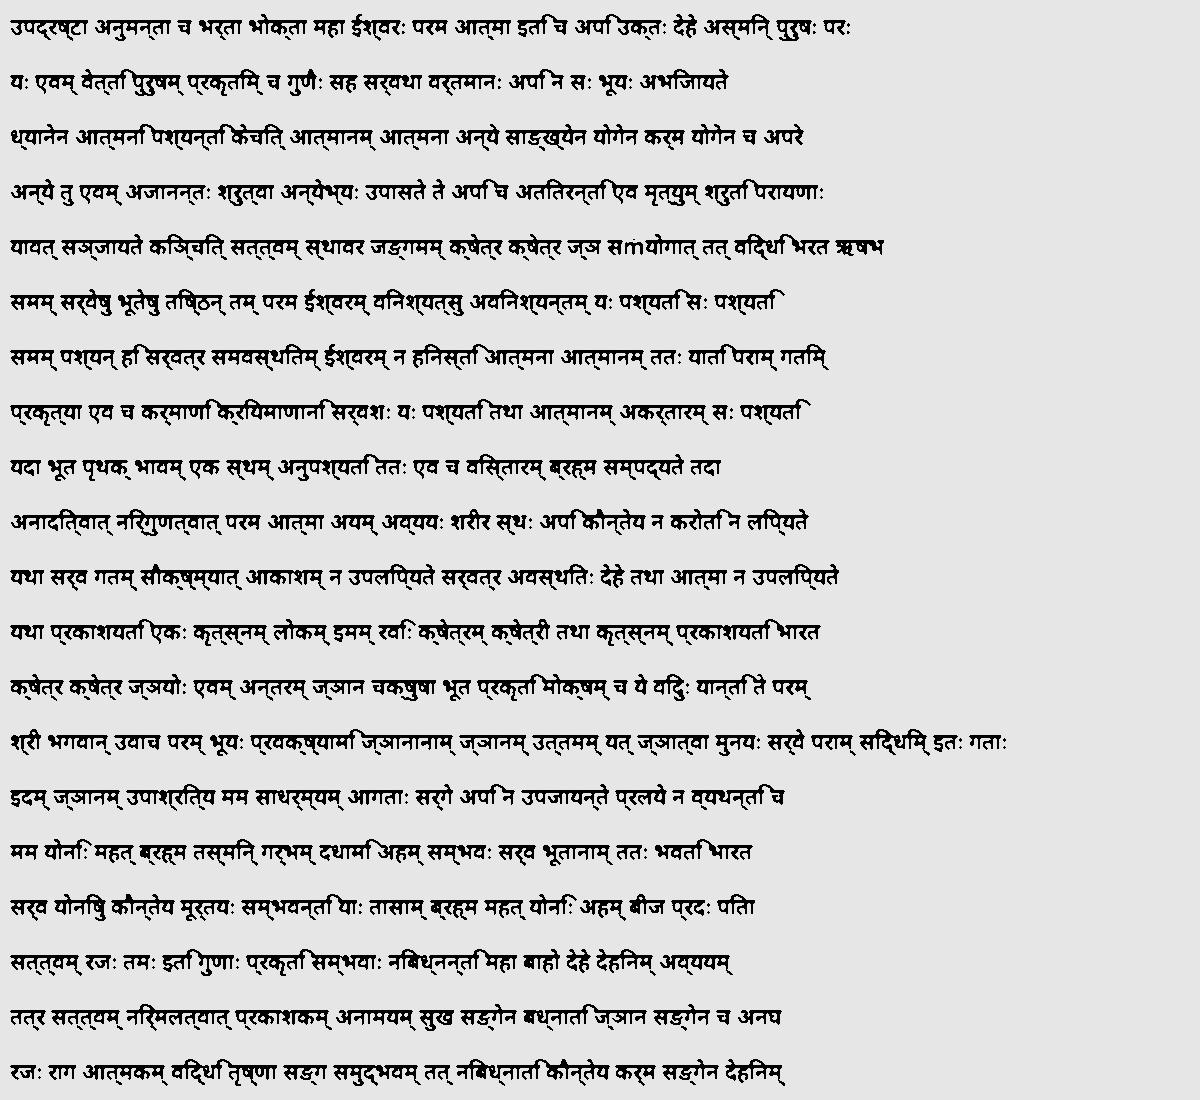 उपद्रष्टा अनुमन्ता च भर्ता भोक्ता महा ईश्वरः परम आत्मा इति च अपि उक्तः देहे अस्मिन् पुरुषः परः
यः एवम् वेत्ति पुरुषम् प्रकृतिम् च गुणैः सह सर्वथा वर्तमानः अपि न सः भूयः अभिजायते
ध्यानेन आत्मनि पश्यन्ति केचित् आत्मानम् आत्मना अन्ये साङ्ख्येन योगेन कर्म योगेन च अपरे
अन्ये तु एवम् अजानन्तः श्रुत्वा अन्येभ्यः उपासते ते अपि च अतितरन्ति एव मृत्युम् श्रुति परायणाः
यावत् सञ्जायते कञ्चिति् सत्त्वम् स्थावर जङ्गमम् क्षेत्र क्षेत्र ज्ञ सṁयोगात् तत् विद्धि भरत ऋषभ
समम् सर्वेषु भूतेषु तिष्ठन् तम् परम ईश्वरम् विनश्यत्सु अविनश्यन्तम् यः पश्यति सः पश्यति
समम् पश्यन् हि सर्वत्र समवस्थितिम् ईश्वरम् न हिनस्ति आत्मना आत्मानम् ततः याति पराम् गतिम्
प्रकृत्या एव च कर्माणि क्रियमाणानि सर्वशः यः पश्यति तथा आत्मानम् अकर्तारम् सः पश्यति
यदा भूत पृथक् भावम् एक स्थम् अनुपश्यति ततः एव च विस्तारम् ब्रह्म सम्पद्यते तदा
अनादित्वात् निर्गुणत्वात् परम आत्मा अयम् अव्ययः शरीर स्थः अपि कौन्तेय न करोति न लिप्यते
यथा सर्व गतम् सौक्ष्म्यात् आकाशम् न उपलिप्यते सर्वत्र अवस्थितिः देहे तथा आत्मा न उपलिप्यते
यथा प्रकाशयति एकः कृत्स्नम् लोकम् इमम् रविः क्षेत्रम् क्षेत्री तथा कृत्स्नम् प्रकाशयति भारत
क्षेत्र क्षेत्र ज्ञयोः एवम् अन्तरम् ज्ञान चक्षुषा भूत प्रकृति मोक्षम् च ये विदुः यान्ति ते परम्
श्री भगवान् उवाच परम् भूयः प्रवक्ष्यामि ज्ञानानाम् ज्ञानम् उत्तमम् यत् ज्ञात्वा मुनयः सर्वे पराम् सिद्धिम् इतः गताः
इदम् ज्ञानम् उपाश्रित्य मम साधर्म्यम् आगताः सर्गे अपि न उपजायन्ते प्रलये न व्यथन्ति च
मम योनिः महत् ब्रह्म तस्मिन् गर्भम् दधामि अहम् सम्भवः सर्व भूतानाम् ततः भवति भारत
सर्व योनिषु कौन्तेय मूर्तयः सम्भवन्ति याः तासाम् ब्रह्म महत् योनिः अहम् बीज प्रदः पिता
सत्त्वम् रजः तमः इति गुणाः प्रकृति सम्भवाः निबध्नन्ति महा बाहो देहे देहिनम् अव्ययम्
तत्र सत्त्वम् निर्मलत्वात् प्रकाशकम् अनामयम् सुख सङ्गेन बध्नाति ज्ञान सङ्गेन च अनघ
रजः राग आत्मकम् विद्धि तृष्णा सङ्ग समुद्भवम् तत् निबध्नाति कौन्तेय कर्म सङ्गेन देहिनम्